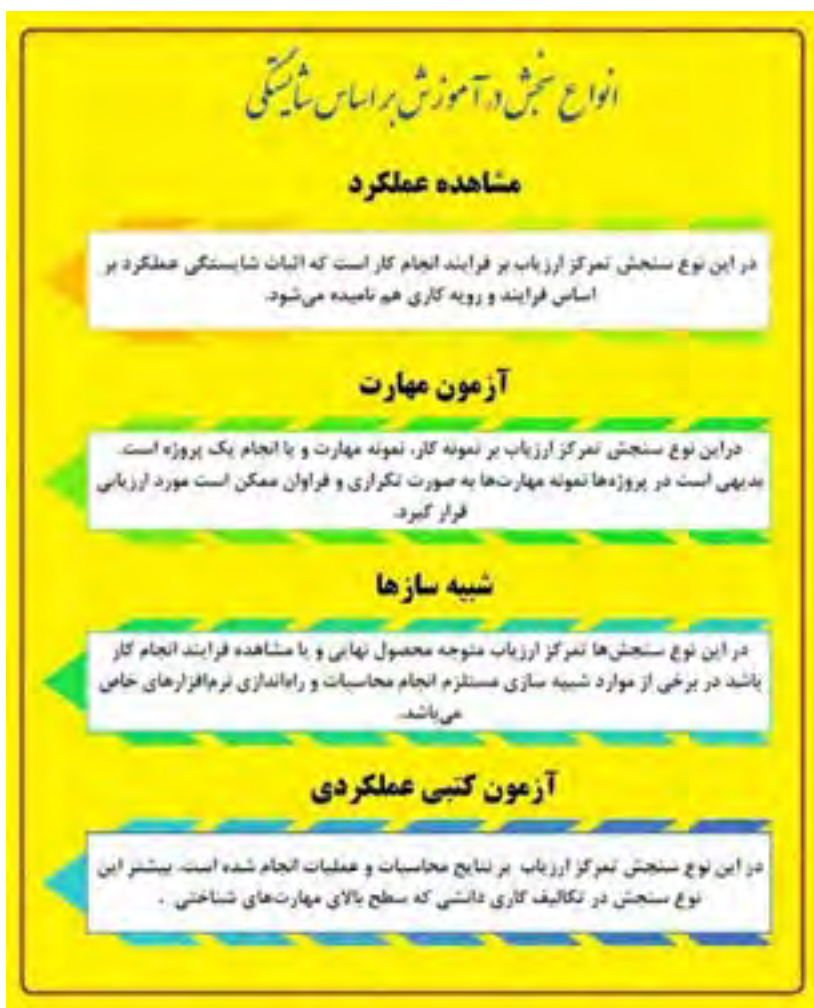 انواع سنجش در آموزش بر اساس شایستگی
مشاهده عملکرد
در این نوع سنجش تمرکز ارزیاب بر فرایند انجام کار است که اثبات شایستگی عملکرد بر
اساس فرایند و رویه کاری هم نامیده می‌شود.
آزمون مهارت
دراین نوع سنجش تمرکز ارزیاب بر نمونه کار، نمونه مهارت و یا انجام یک پروژه است.
بدیهی است در پروژه‌ها نمونه مهارت‌ها به صورت تکراری و فراوان ممکن است مورد ارزیابی
قرار گیرد.
شبیه سازها
در این نوع سنجش‌ها تمرکز ارزیاب متوجه محصول نهایی و یا مشاهده فرایند انجام کار
باشد در برخی از موارد شبیه سازی مستلزم انجام محاسبات و راه‌اندازی نرم‌افزارهای خاص
می‌باشد.
آزمون کتبی عملکردی
در این نوع سنجش تمرکز ارزیاب بر نتایج محاسبات و عملیات انجام شده است. بیشتر این
نوع سنجش در تکالیف کاری دانشی که سطح بالای مهارت‌های شناختی .